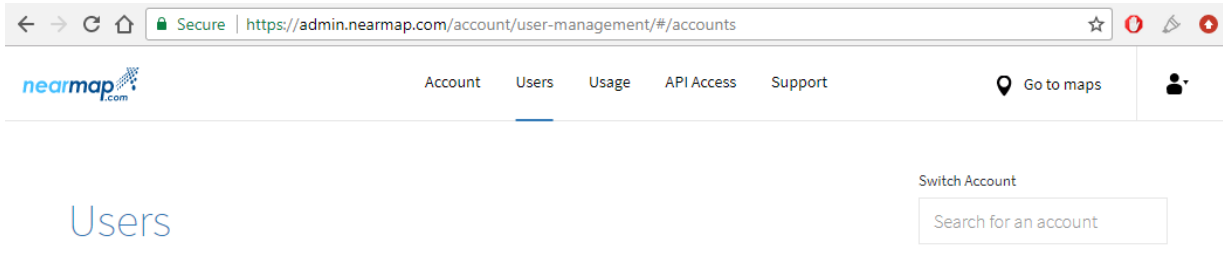 Secure | https://admin.nearmap.com/account/user-management/#/accounts
nearmap.com Account Users Usage API Access Support Go to maps
Switch Account
Users
Search for an account